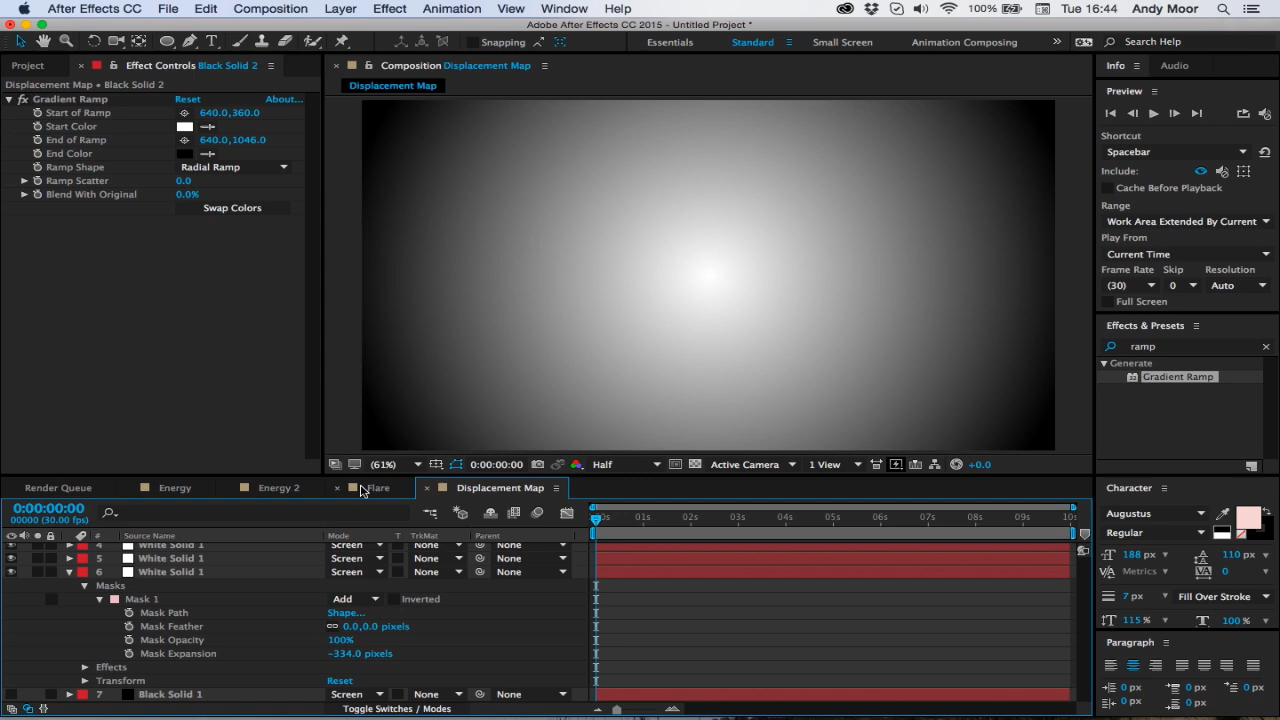 After Effects CC File Edit Composition Layer Effect Animation View Window Help 100% Tue 16:44 Andy Moor
Adobe After Effects CC 2015 - Untitled Project *
Snapping Essentials Standard Small Screen Animation Composing Search Help
Project Effect Controls Black Solid 2 Composition Displacement Map Info Audio
Displacement Map • Black Solid 2 Displacement Map Preview
fx Gradient Ramp Reset About...
Start of Ramp 640.0,360.0
Start Color
End of Ramp 640.0,1046.0
End Color
Ramp Shape Radial Ramp
Ramp Scatter 0.0
Blend With Original 0.0%
Swap Colors
Shortcut
Spacebar
Include:
Cache Before Playback
Range
Work Area Extended By Current
Play From
Current Time
Frame Rate Skip Resolution
(30) 0 Auto
Full Screen
Effects & Presets
ramp
Generate
32 Gradient Ramp
(61%) 0:00:00:00 Half Active Camera 1 View +0.0
Render Queue Energy Energy 2 Flare Displacement Map
0:00:00:00
00000 (30.00 fps)
0s 01s 02s 03s 04s 05s 06s 07s 08s 09s 10s
# Source Name Mode T TrkMat Parent
4 White Solid 1 Screen None None
5 White Solid 1 Screen None None
6 White Solid 1 Screen None None
Masks
Mask 1 Add Inverted
Mask Path Shape...
Mask Feather 0.0,0.0 pixels
Mask Opacity 100%
Mask Expansion -334.0 pixels
Effects
Transform Reset
7 Black Solid 1 Screen None None
Toggle Switches / Modes
Character
Augustus
Regular
188 px 110 px
Metrics 0
7 px Fill Over Stroke
115 % 100 %
Paragraph
0 px 0 px 0 px
0 px 0 px